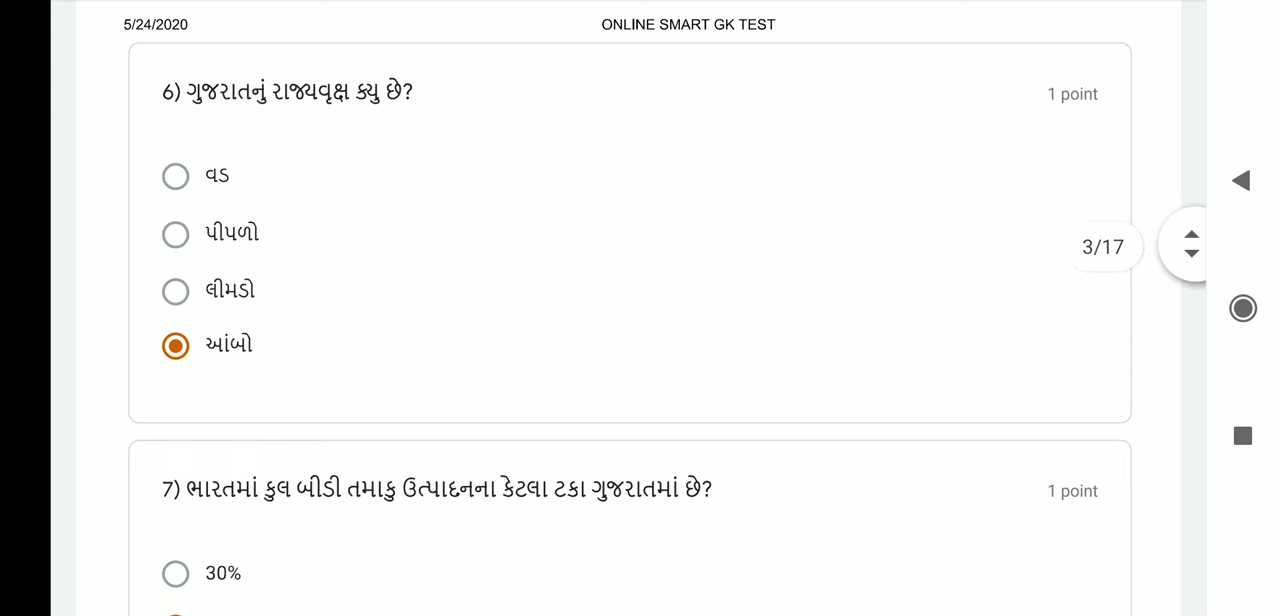 5/24/2020
ONLINE SMART GK TEST
6) ગુજરાતનું રાજ્યવૃક્ષ ક્યુ છે?
1 point
વડ
પીપળો
લીમડો
આંબો
3/17
7) ભારતમાં કુલ બીડી તમાકુ ઉત્પાદનના કેટલા ટકા ગુજરાતમાં છે?
1 point
30%